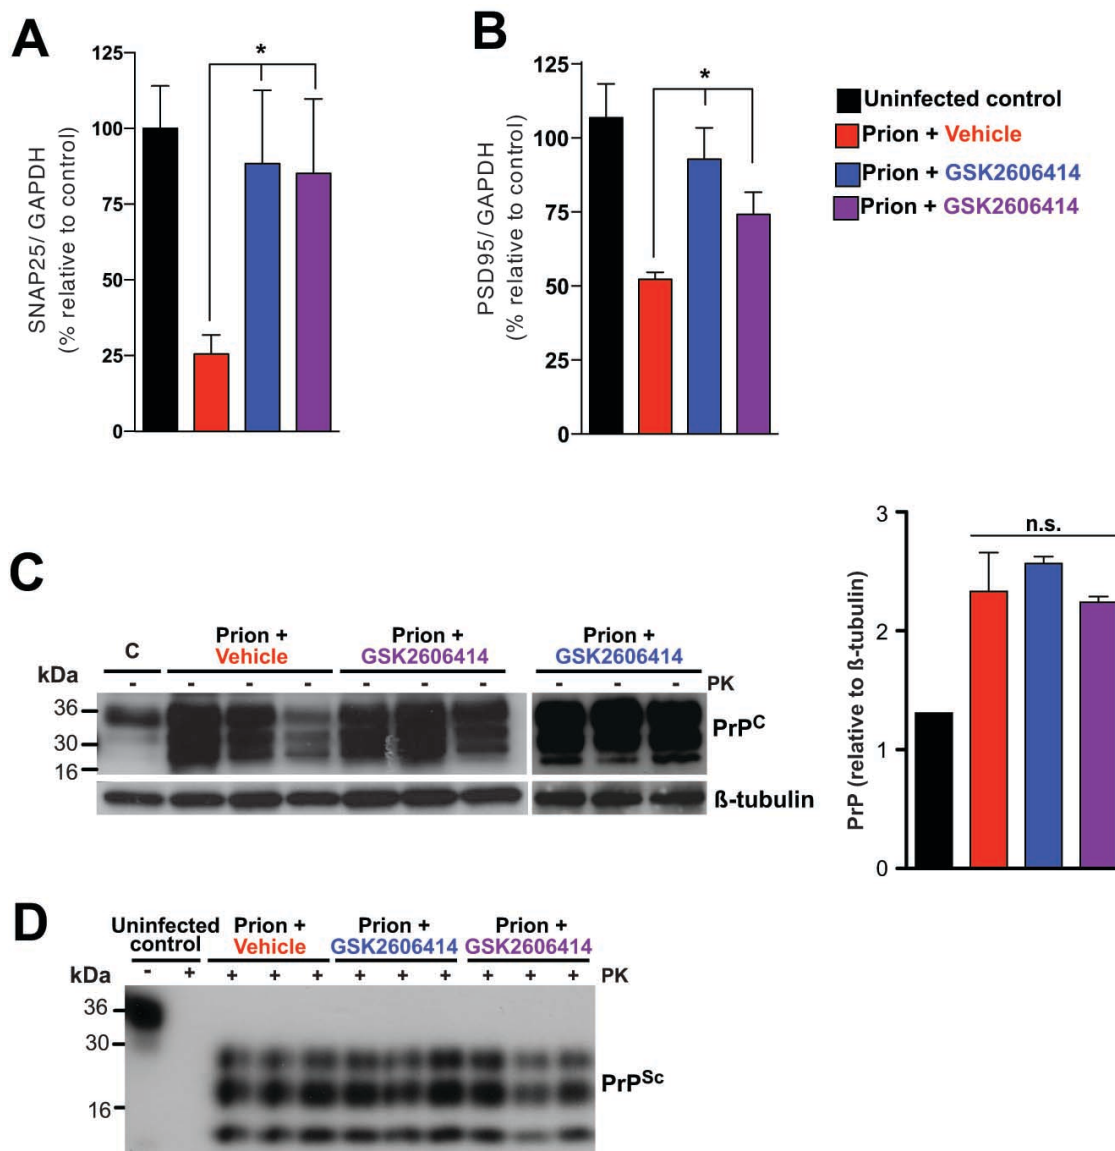 A
SNAP25/ GAPDH
(% relative to control)
125
100
75
50
25
0
*
B
PSD95/ GAPDH
(% relative to control)
125
100
75
50
25
0
*
Uninfected control
Prion + Vehicle
Prion + GSK2606414
Prion + GSK2606414
C
C
Prion +
Vehicle
Prion +
GSK2606414
Prion +
GSK2606414
kDa
- - - - - - - - - - PK
36
30
16
PrPC
ß-tubulin
PrP (relative to ß-tubulin)
3
2
1
0
n.s.
D
Uninfected
control
Prion +
Vehicle
Prion +
GSK2606414
Prion +
GSK2606414
kDa
- + + + + + + + + + + PK
36
30
16
PrPSc